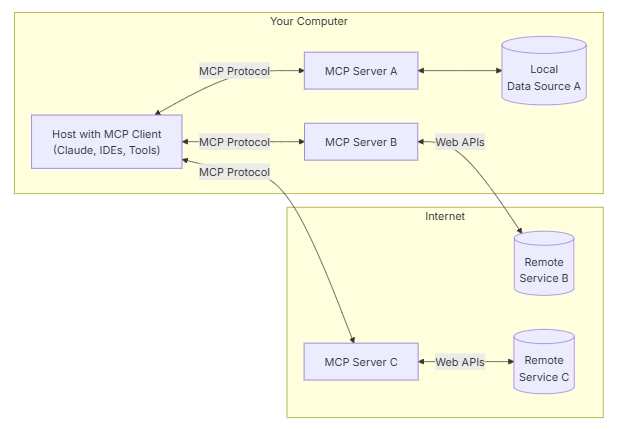 Your Computer
MCP Protocol
MCP Server A
Local
Data Source A
Host with MCP Client
(Claude, IDEs, Tools)
MCP Protocol
MCP Server B
Web APIs
MCP Protocol
Internet
Remote
Service B
MCP Server C
Web APIs
Remote
Service C